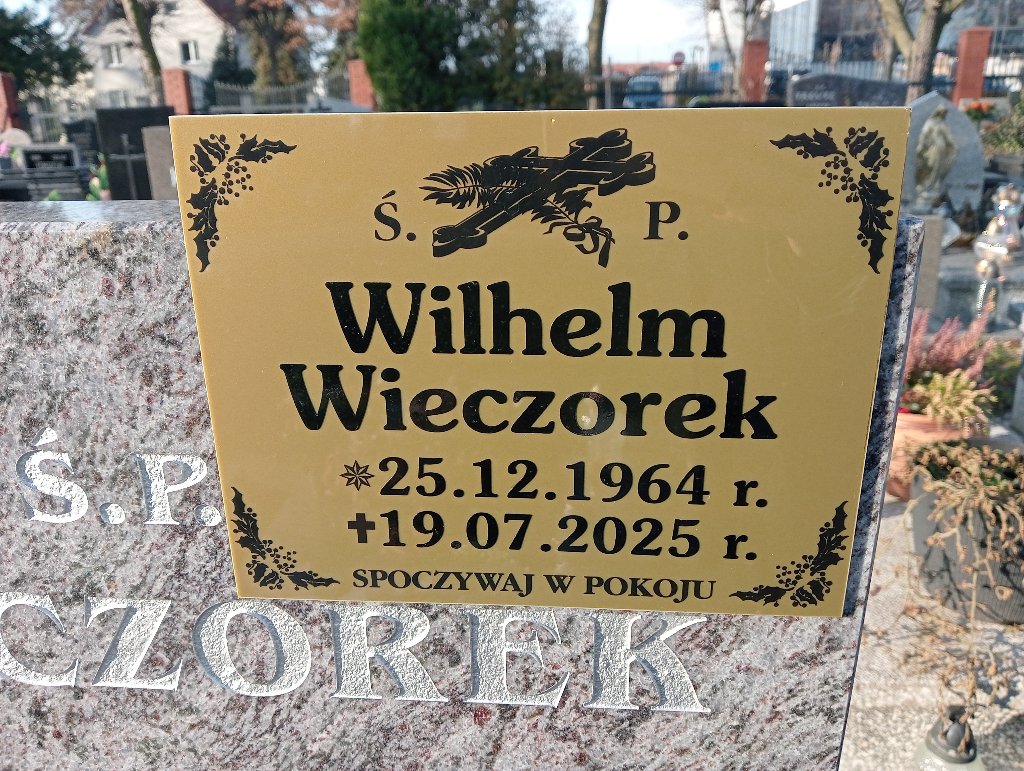 Ś. P.
Wilhelm
Wieczorek
*25.12.1964 r.
✝19.07.2025 r.
SPOCZYWAJ W POKOJU
Ś.P.
CZOREK